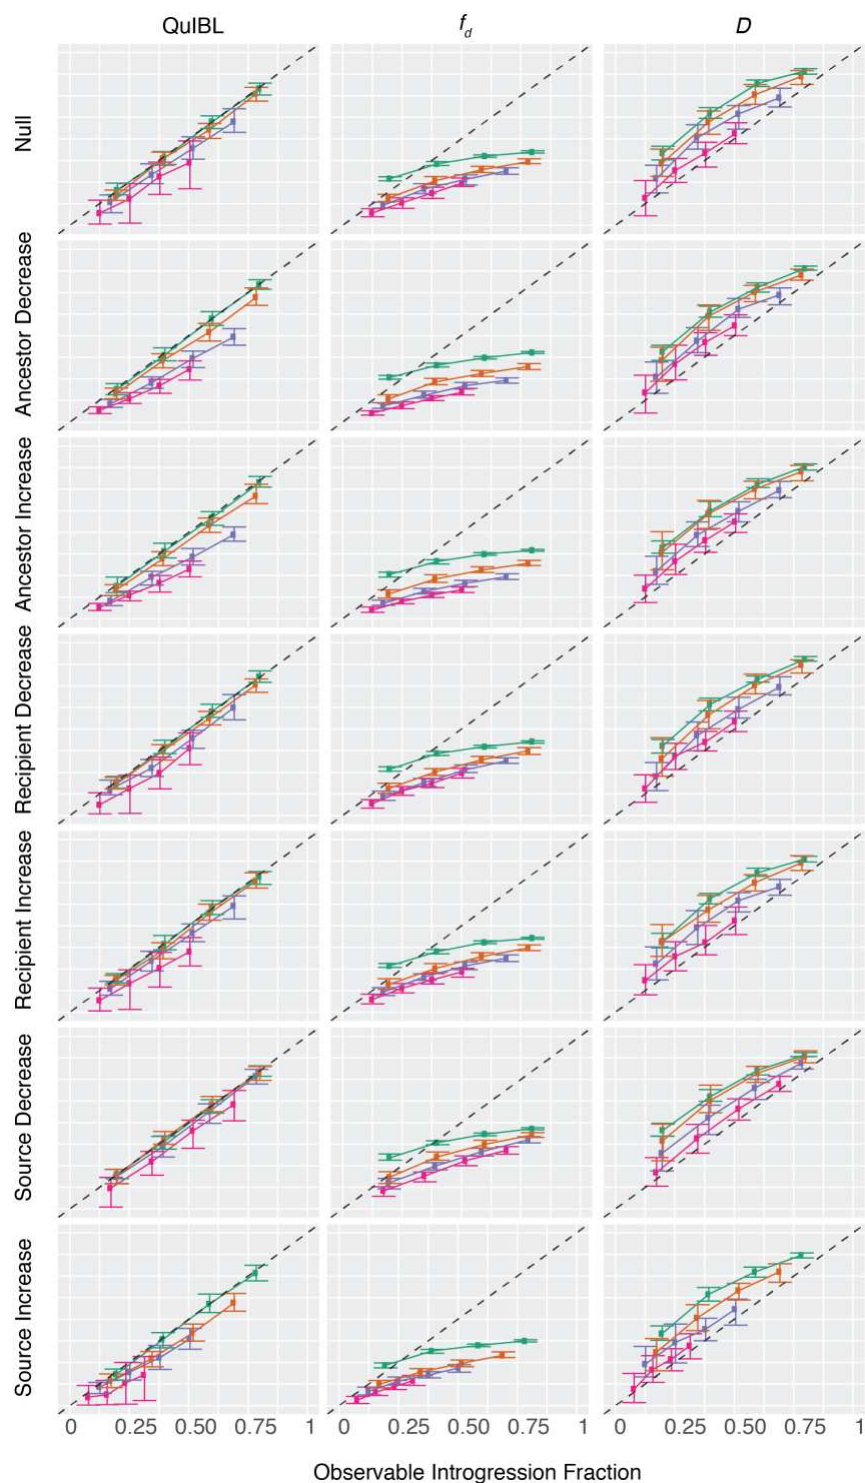 QuIBL f_d D
Null
Ancestor Decrease
Ancestor Increase
Recipient Decrease
Recipient Increase
Source Decrease
Source Increase
0 0.25 0.50 0.75 1 0 0.25 0.50 0.75 1 0 0.25 0.50 0.75 1
Observable Introgression Fraction